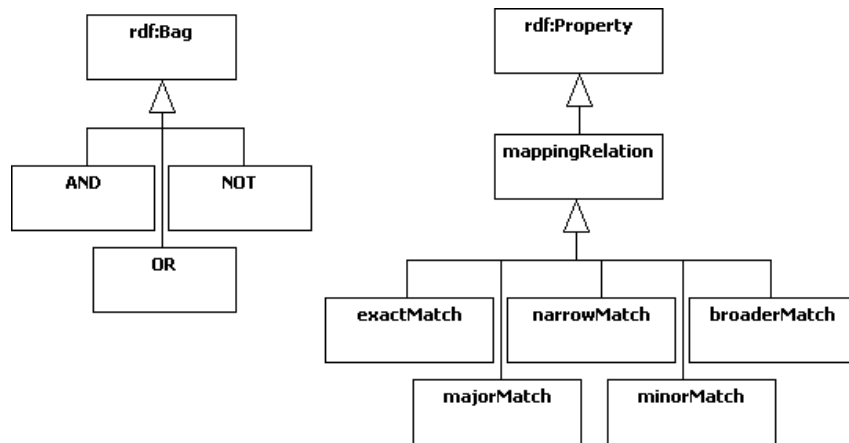 rdf:Bag
rdf:Property
mappingRelation
AND
NOT
OR
exactMatch
narrowMatch
broaderMatch
majorMatch
minorMatch